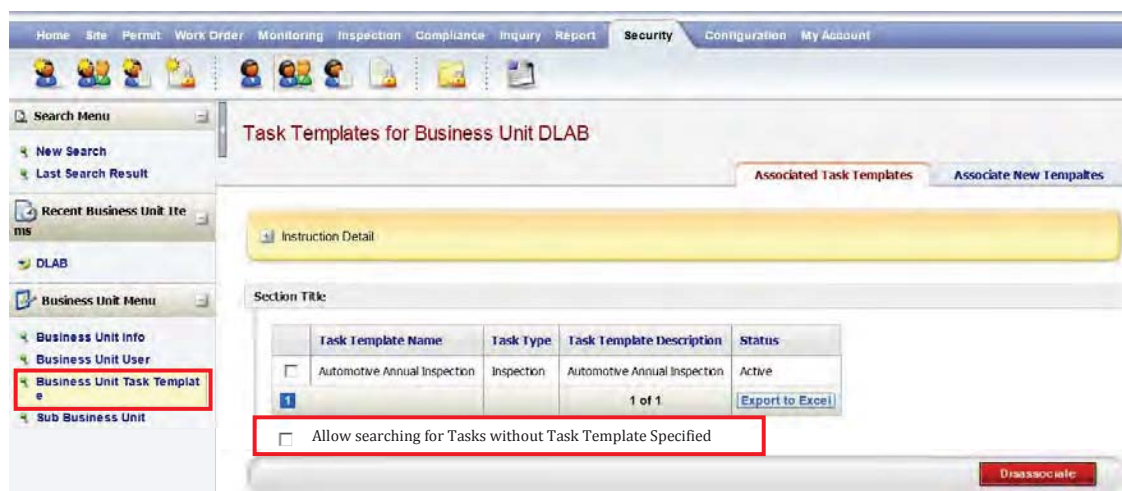 Home Site Permit Work Order Monitoring Inspection Compliance Inquiry Report Security Configuration My Account
Search Menu
New Search
Last Search Result
Recent Business Unit Ite
ms
DLAB
Business Unit Menu
Business Unit Info
Business Unit User
Business Unit Task Templat
e
Sub Business Unit
Task Templates for Business Unit DLAB
Associated Task Templates Associate New Tempaltes
Instruction Detail
Section Title
Task Template Name Task Type Task Template Description Status
Automotive Annual Inspection Inspection Automotive Annual Inspection Active
1 1 of 1 Export to Excel
Allow searching for Tasks without Task Template Specified
Disassociate